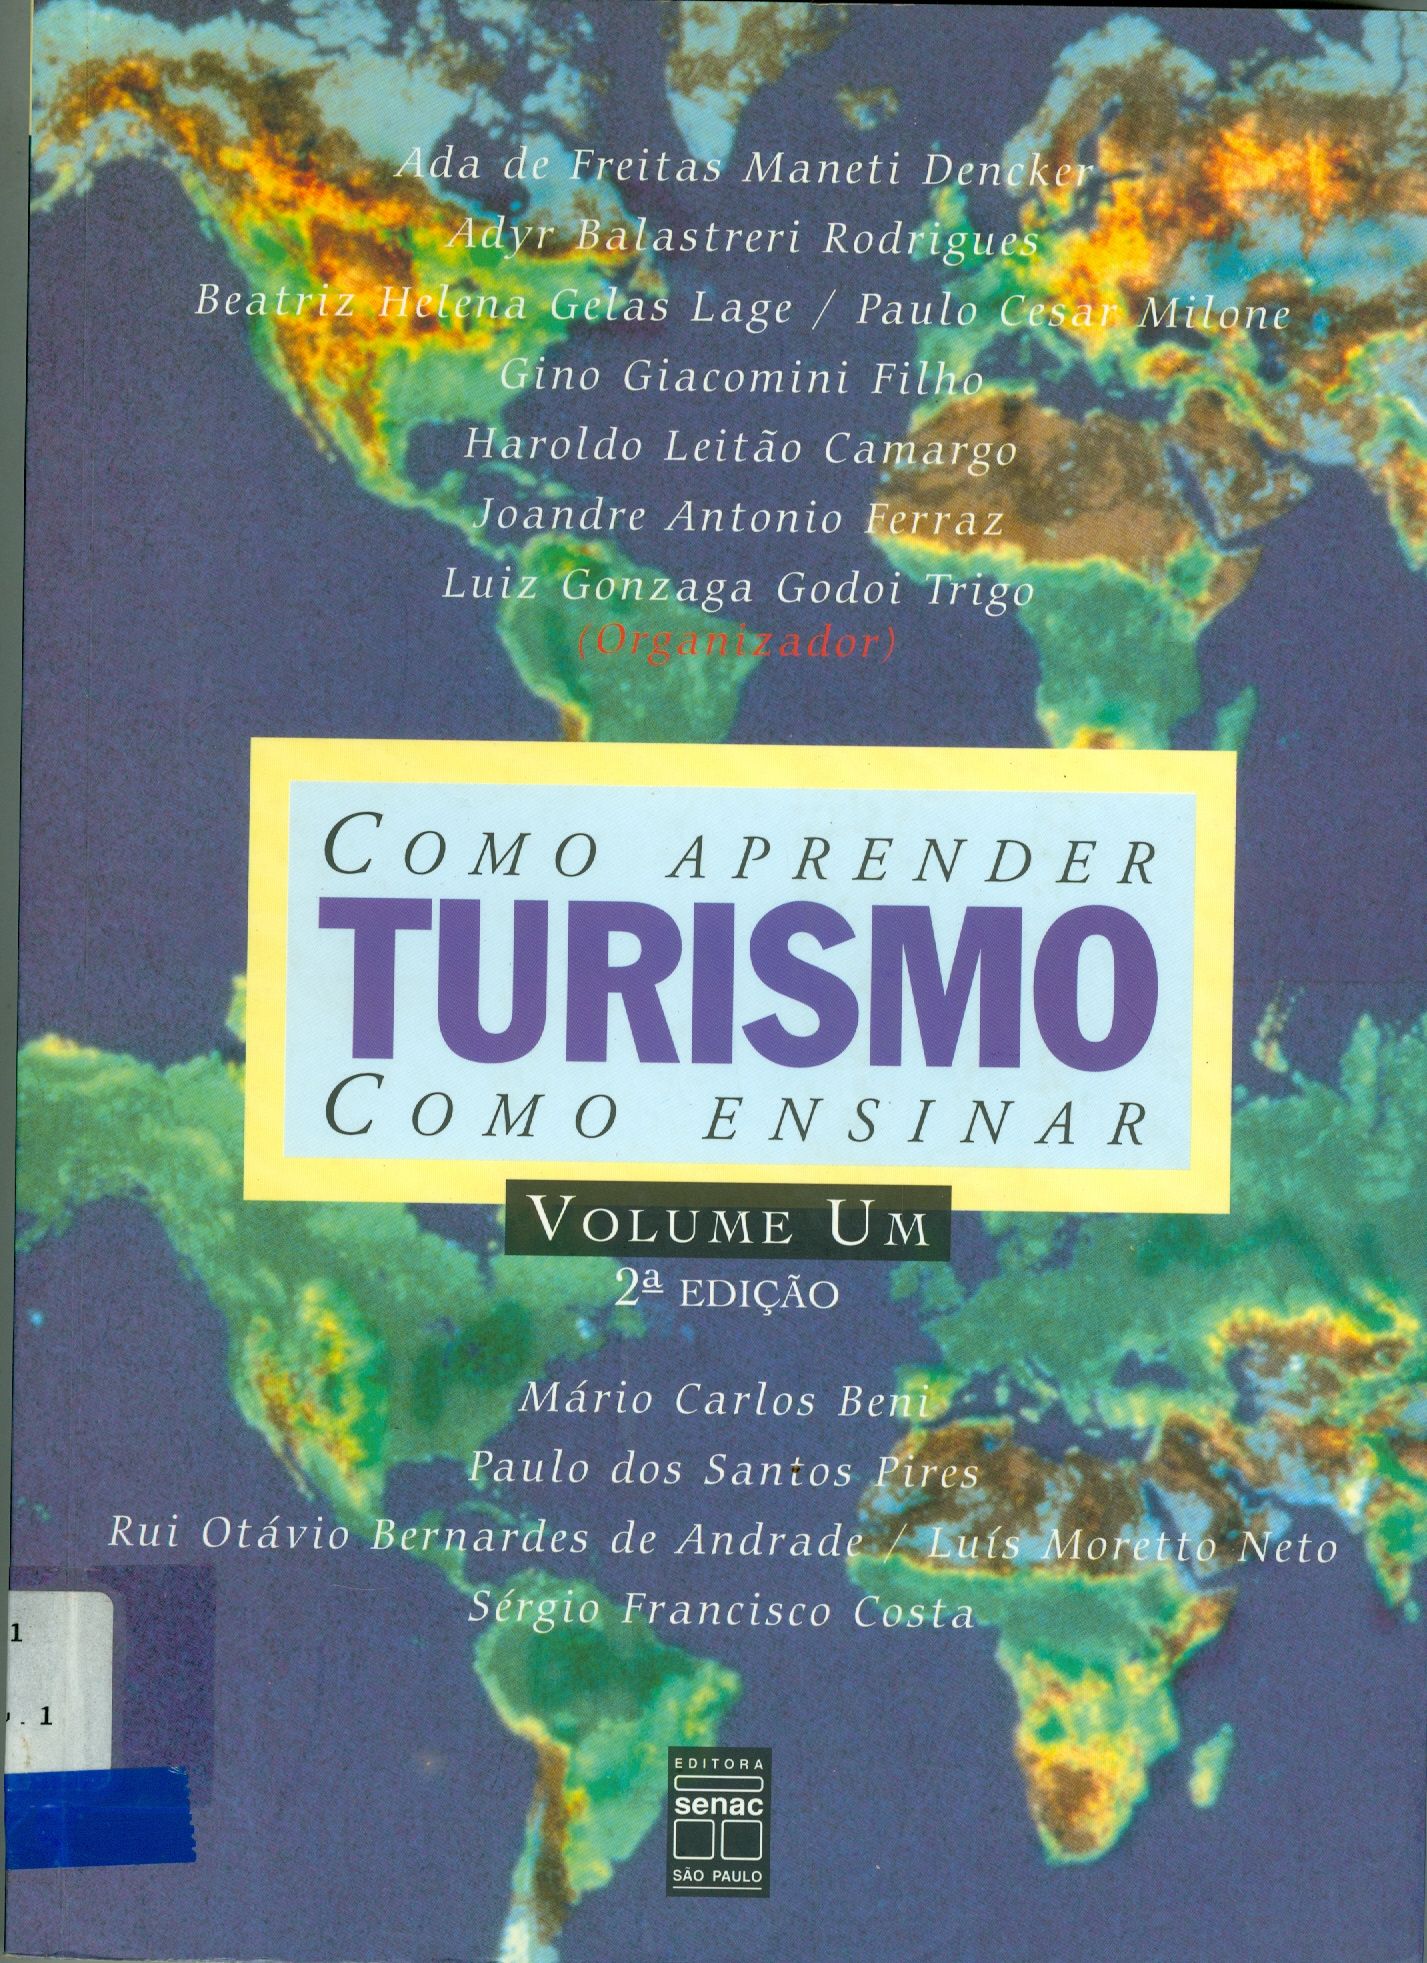 Ada de Freitas Maneti Dencker
Adyr Balastreri Rodrigues
Beatriz Helena Gelas Lage / Paulo Cesar Milone
Gino Giacomini Filho
Haroldo Leitão Camargo
Joandre Antonio Ferraz
Luiz Gonzaga Godoi Trigo
(Organizador)
COMO APRENDER
TURISMO
COMO ENSINAR
VOLUME UM
2ª EDIÇÃO
Mário Carlos Beni
Paulo dos Santos Pires
Rui Otávio Bernardes de Andrade / Luís Moretto Neto
Sérgio Francisco Costa
1
. 1
EDITORA
senac
SÃO PAULO